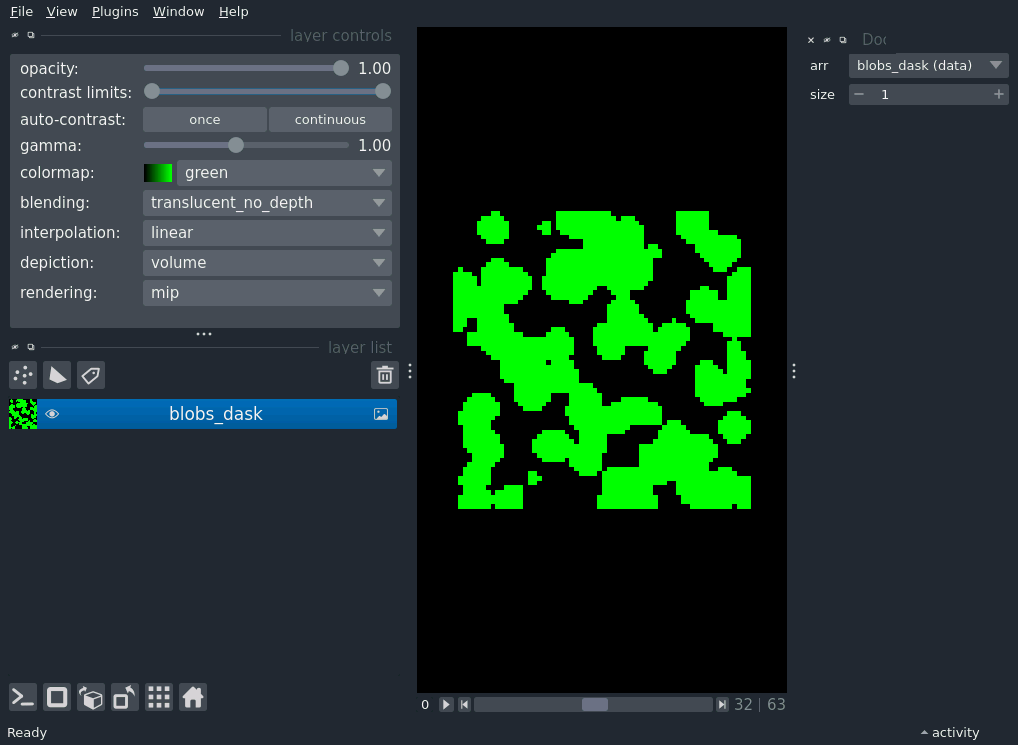 File View Plugins Window Help
layer controls
opacity: 1.00
contrast limits:
auto-contrast: once continuous
gamma: 1.00
colormap: green
blending: translucent_no_depth
interpolation: linear
depiction: volume
rendering: mip
layer list
blobs_dask
arr blobs_dask (data)
size 1
0 32 | 63
Ready
activity